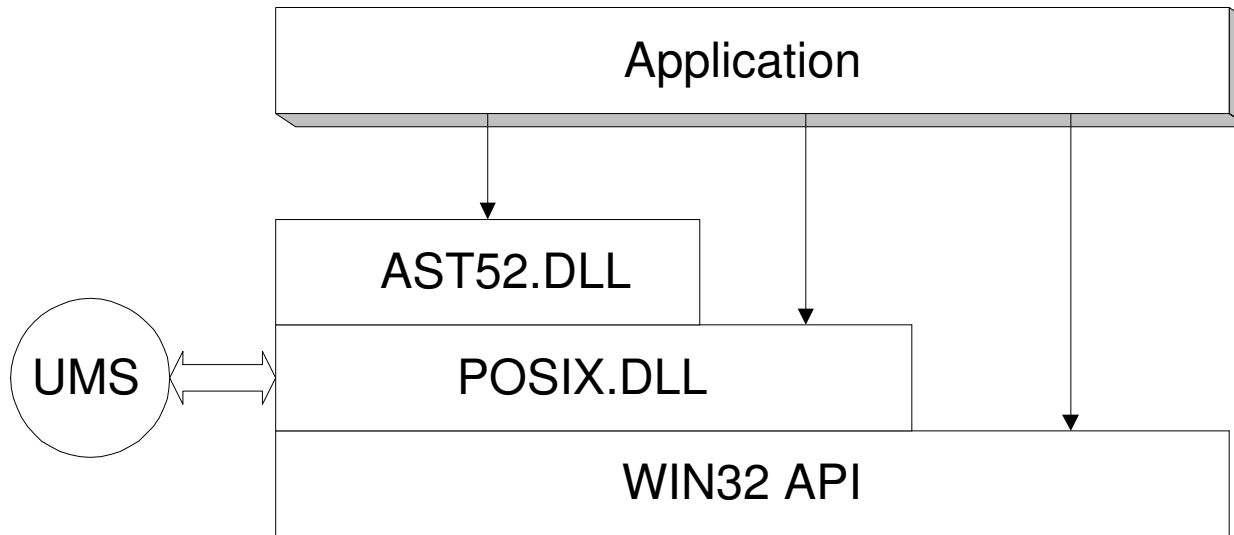 Application
AST52.DLL
UMS
POSIX.DLL
WIN32 API